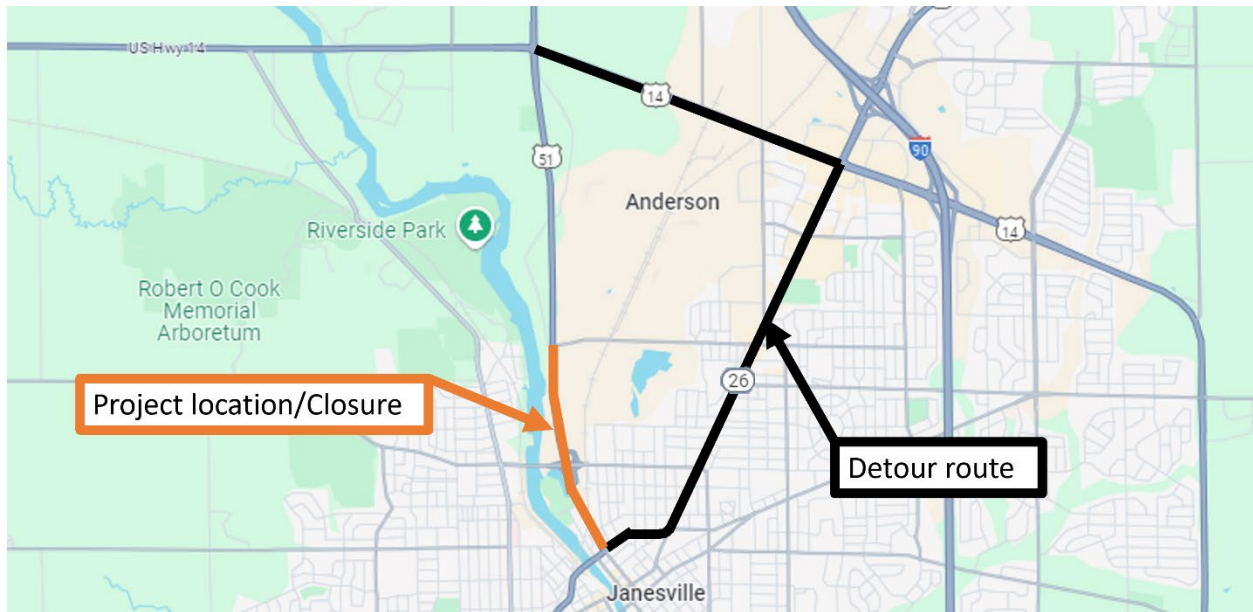 US Hwy 14
14
51
90
Anderson
Riverside Park
14
Robert O Cook
Memorial
Arboretum
26
Project location/Closure
Detour route
Janesville